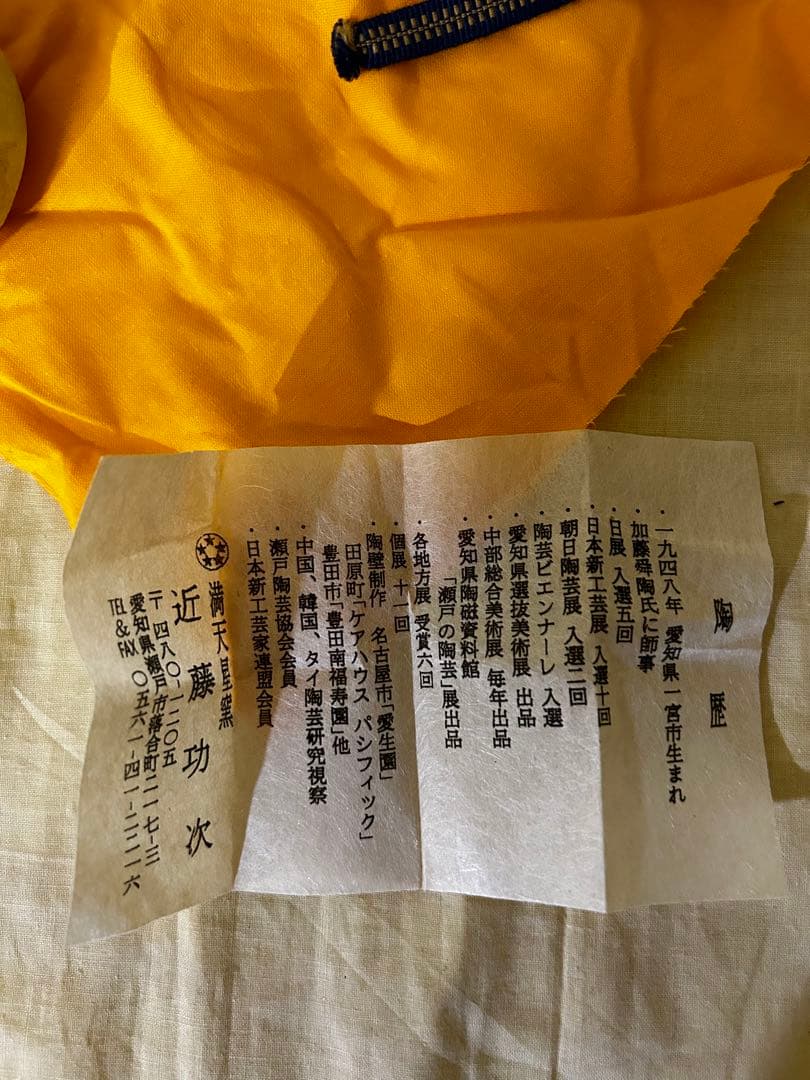 陶歴
・一九四八年 愛知県一宮市生まれ
・加藤舜陶氏に師事
・日展 入選五回
・日本新工芸展 入選十回
・朝日陶芸展 入選二回
・陶芸ビエンナーレ 入選
・愛知県選抜美術展 出品
・中部総合美術展 毎年出品
・愛知県陶磁資料館
「瀬戸の陶芸」展出品
・各地方展 受賞六回
・個展 十一回
・陶壁制作 名古屋市「愛生園」
田原町「ケアハウス パシフィック」
豊田市「豊田南福寿園」他
・中国、韓国、タイ陶芸研究視察
・瀬戸陶芸協会会員
・日本新工芸家連盟会員
満天星窯
近藤功次
〒四八〇-一二〇五
愛知県瀬戸市落合町二一七-三
TEL&FAX 〇五六一-四一-二二一六